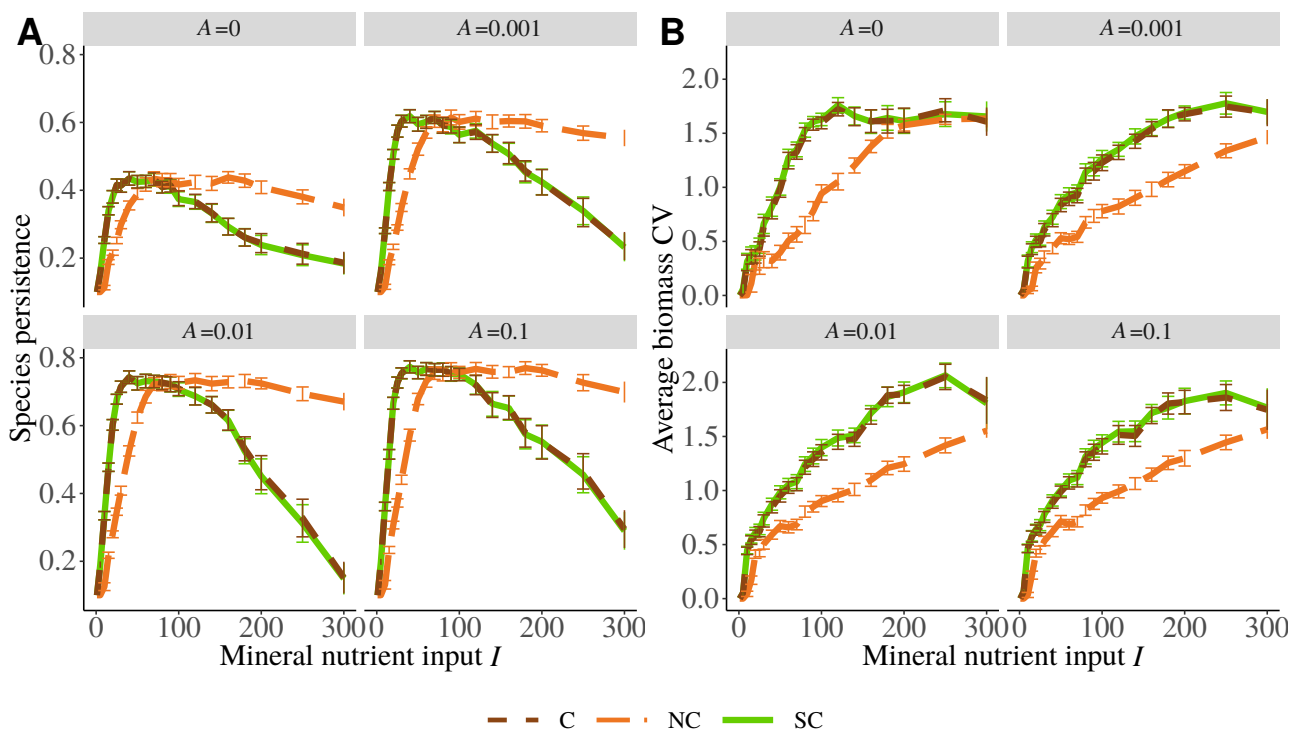 A
B
A=0
A=0.001
A=0
A=0.001
0.8
0.6
0.4
0.2
2.0
1.5
1.0
0.5
0.0
Species persistence
Average biomass CV
A=0.01
A=0.1
A=0.01
A=0.1
0.8
0.6
0.4
0.2
2.0
1.5
1.0
0.5
0.0
0 100 200 300 0 100 200 300
0 100 200 300 0 100 200 300
Mineral nutrient input I
Mineral nutrient input I
C NC SC